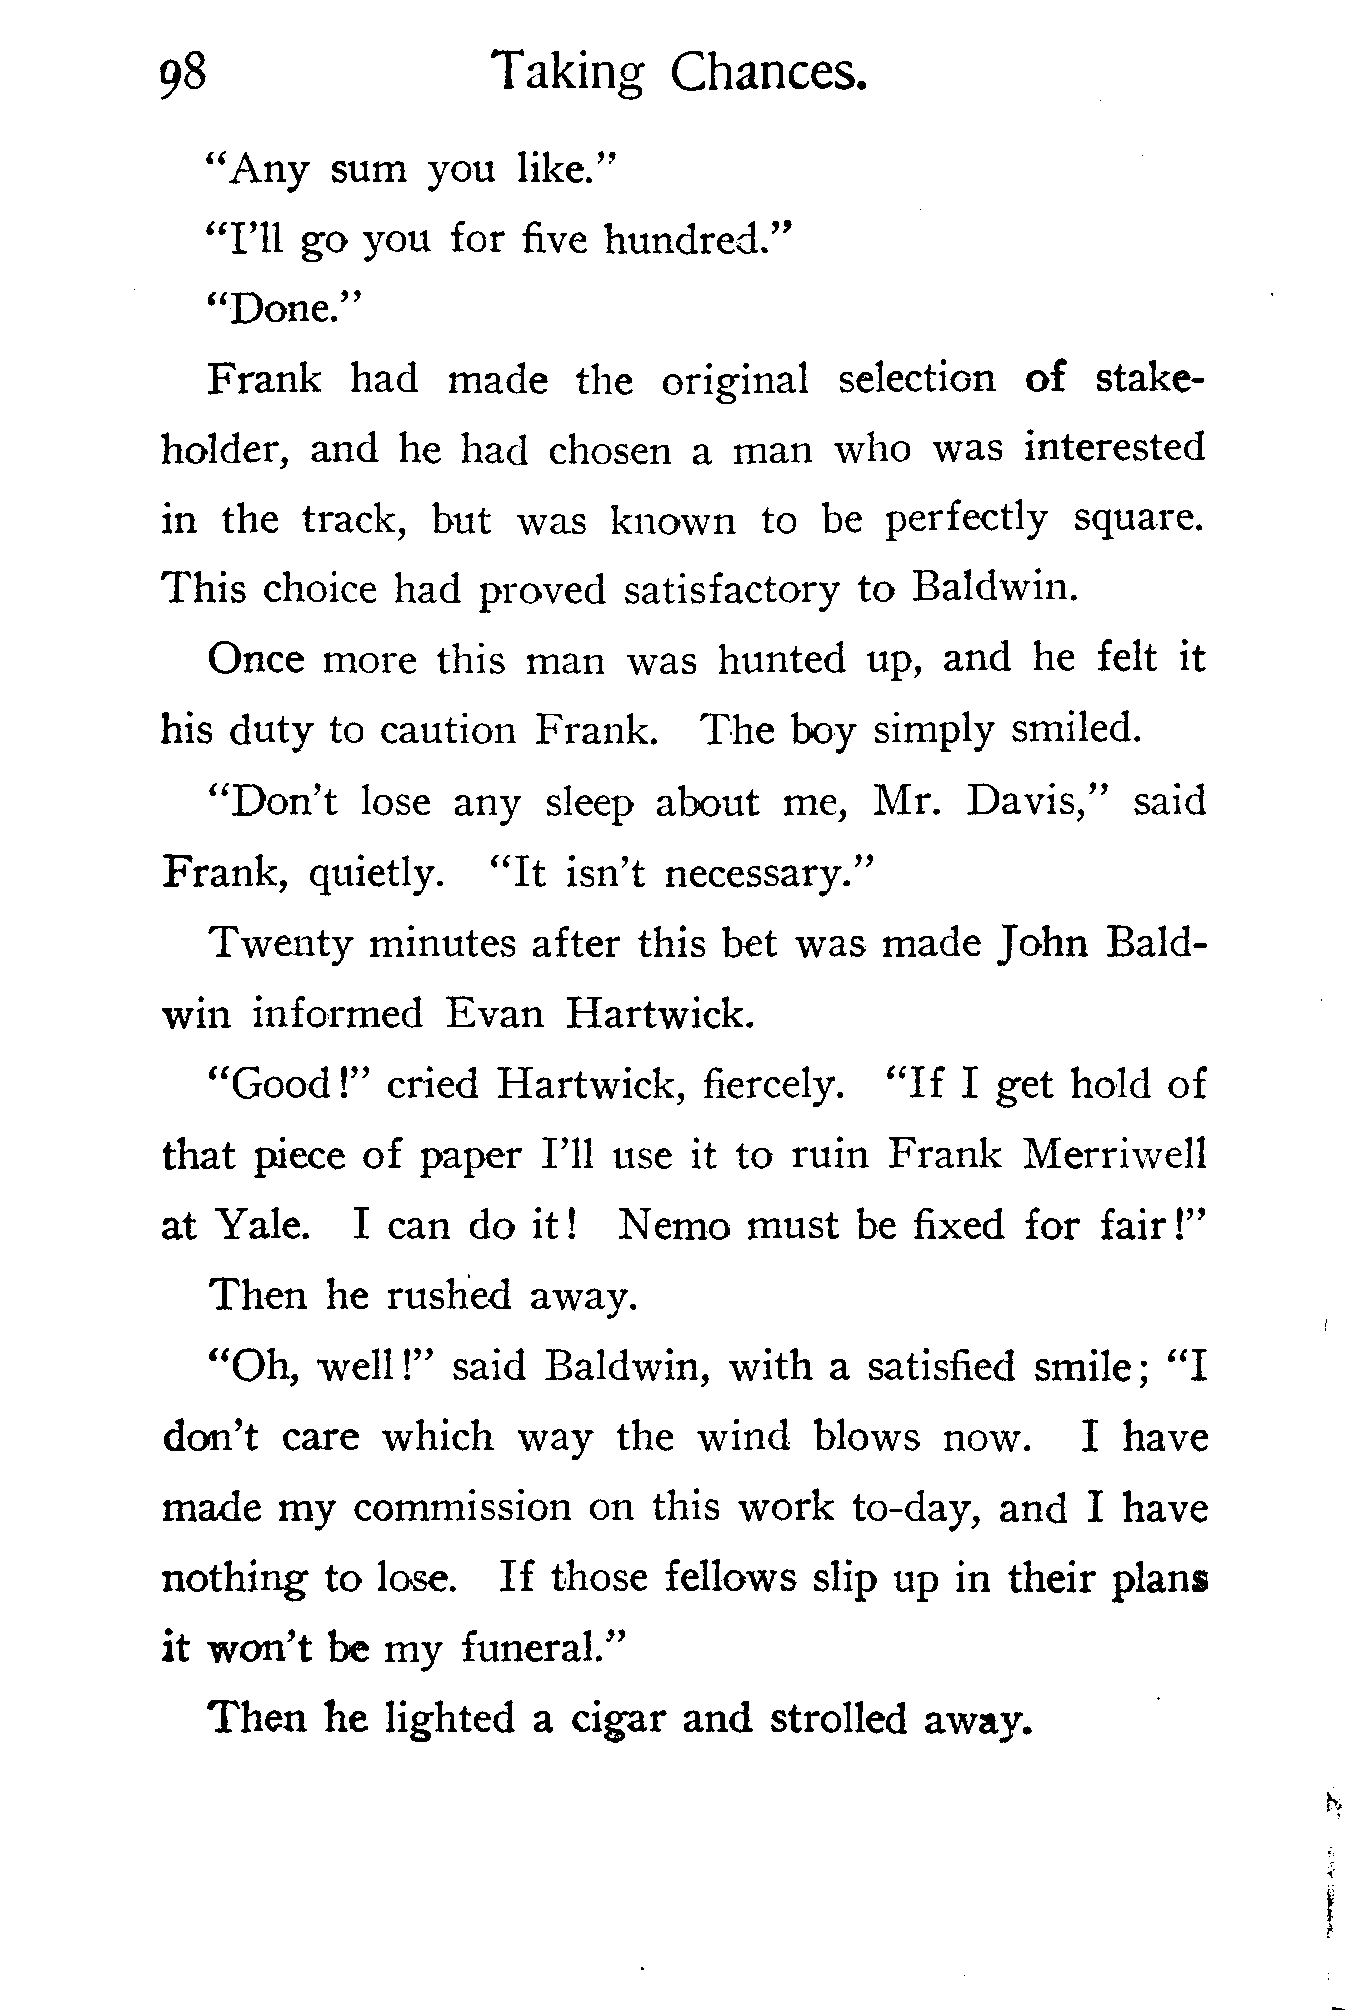 98 Taking Chances.
“Any sum you like.”
“I’ll go you for five hundred.”
“Done.”
Frank had made the original selection of stake-
holder, and he had chosen a man who was interested
in the track, but was known to be perfectly square.
This choice had proved satisfactory to Baldwin.
Once more this man was hunted up, and he felt it
his duty to caution Frank. The boy simply smiled.
“Don’t lose any sleep about me, Mr. Davis,” said
Frank, quietly. “It isn’t necessary.”
Twenty minutes after this bet was made John Bald-
win informed Evan Hartwick.
“Good!” cried Hartwick, fiercely. “If I get hold of
that piece of paper I’ll use it to ruin Frank Merriwell
at Yale. I can do it! Nemo must be fixed for fair!”
Then he rushed away.
“Oh, well!” said Baldwin, with a satisfied smile; “I
don’t care which way the wind blows now. I have
made my commission on this work to-day, and I have
nothing to lose. If those fellows slip up in their plans
it won’t be my funeral.”
Then he lighted a cigar and strolled away.